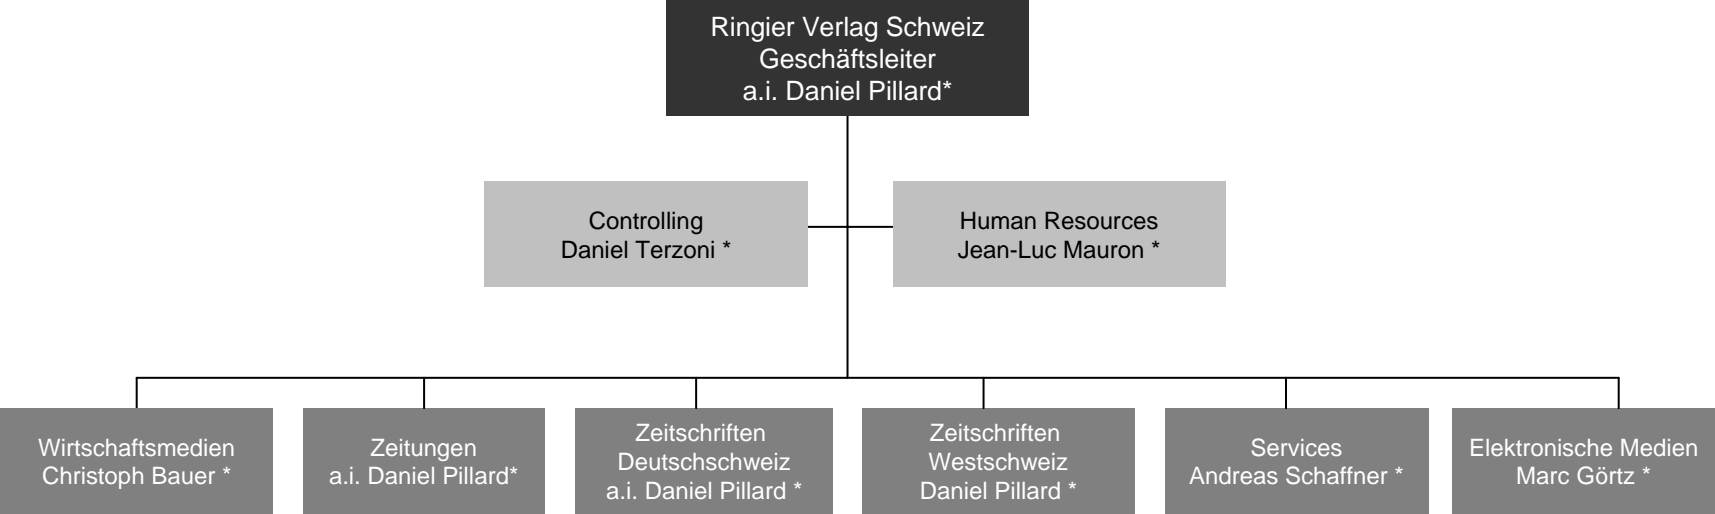 Ringier Verlag Schweiz
Geschäftsleiter
a.i. Daniel Pillard*
Controlling
Daniel Terzoni *
Human Resources
Jean-Luc Mauron *
Wirtschaftsmedien
Christoph Bauer *
Zeitungen
a.i. Daniel Pillard*
Zeitschriften
Deutschschweiz
a.i. Daniel Pillard *
Zeitschriften
Westschweiz
Daniel Pillard *
Services
Andreas Schaffner *
Elektronische Medien
Marc Görtz *